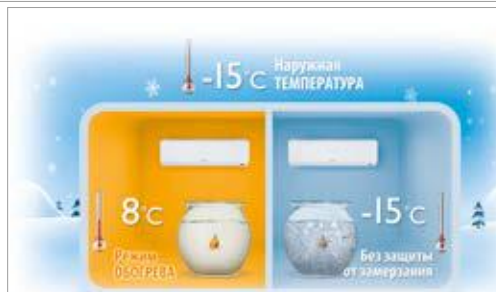 -15°C Наружная
ТЕМПЕРАТУРА
8°C
-15°C
Режим
ОБОГРЕВА
Без защиты
от замерзания